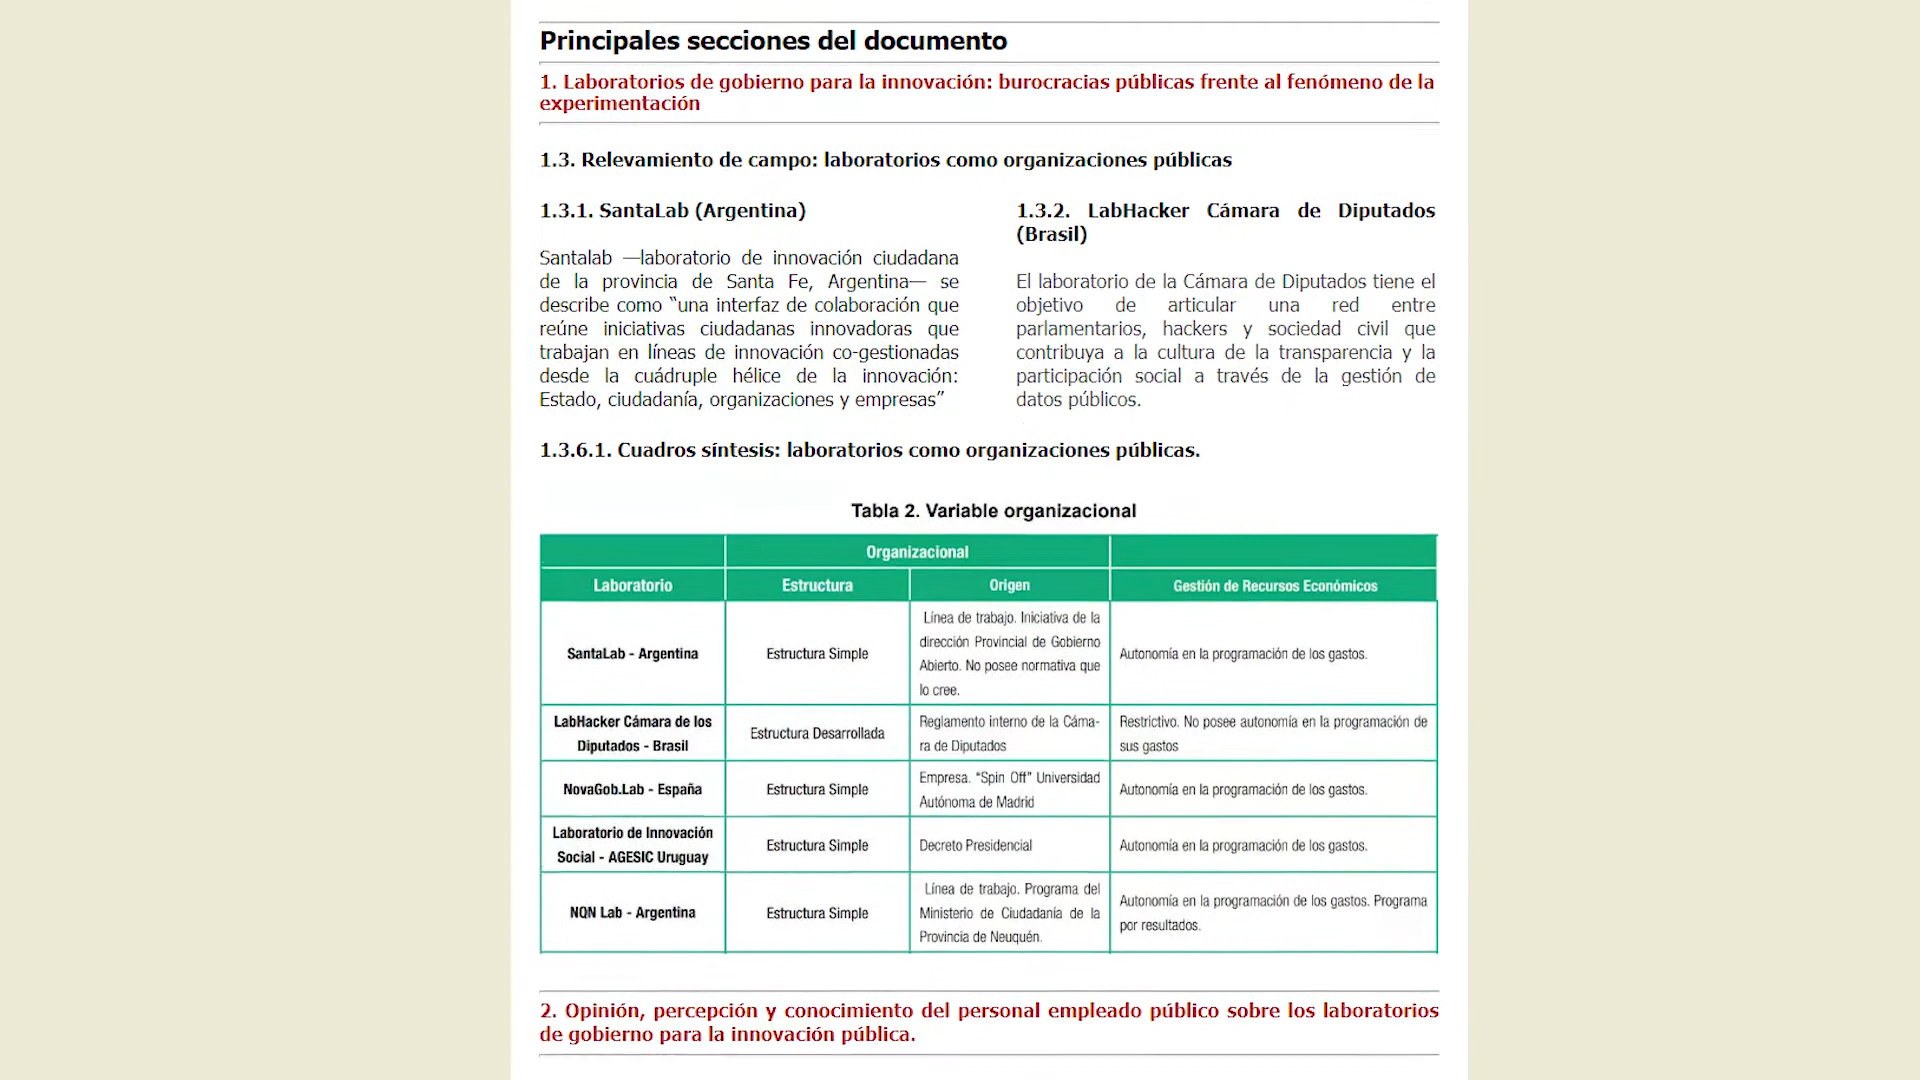 Principales secciones del documento
1. Laboratorios de gobierno para la innovación: burocracias públicas frente al fenómeno de la
experimentación
1.3. Relevamiento de campo: laboratorios como organizaciones públicas
1.3.1. SantaLab (Argentina)
Santalab —laboratorio de innovación ciudadana
de la provincia de Santa Fe, Argentina— se
describe como “una interfaz de colaboración que
reúne iniciativas ciudadanas innovadoras que
trabajan en líneas de innovación co-gestionadas
desde la cuádruple hélice de la innovación:
Estado, ciudadanía, organizaciones y empresas”
1.3.2. LabHacker Cámara de Diputados
(Brasil)
El laboratorio de la Cámara de Diputados tiene el
objetivo de articular una red entre
parlamentarios, hackers y sociedad civil que
contribuya a la cultura de la transparencia y la
participación social a través de la gestión de
datos públicos.
1.3.6.1. Cuadros síntesis: laboratorios como organizaciones públicas.
Tabla 2. Variable organizacional
Organizacional
Laboratorio
Estructura
Origen
Gestión de Recursos Económicos
SantaLab - Argentina
Estructura Simple
Línea de trabajo. Iniciativa de la
dirección Provincial de Gobierno
Abierto. No posee normativa que
lo cree.
Autonomía en la programación de los gastos.
LabHacker Cámara de los
Diputados - Brasil
Estructura Desarrollada
Reglamento interno de la Cáma-
ra de Diputados
Restrictivo. No posee autonomía en la programación de
sus gastos
NovaGob.Lab - España
Estructura Simple
Empresa. “Spin Off” Universidad
Autónoma de Madrid
Autonomía en la programación de los gastos.
Laboratorio de Innovación
Social - AGESIC Uruguay
Estructura Simple
Decreto Presidencial
Autonomía en la programación de los gastos.
NQN Lab - Argentina
Estructura Simple
Línea de trabajo. Programa del
Ministerio de Ciudadanía de la
Provincia de Neuquén.
Autonomía en la programación de los gastos. Programa
por resultados.
2. Opinión, percepción y conocimiento del personal empleado público sobre los laboratorios
de gobierno para la innovación pública.